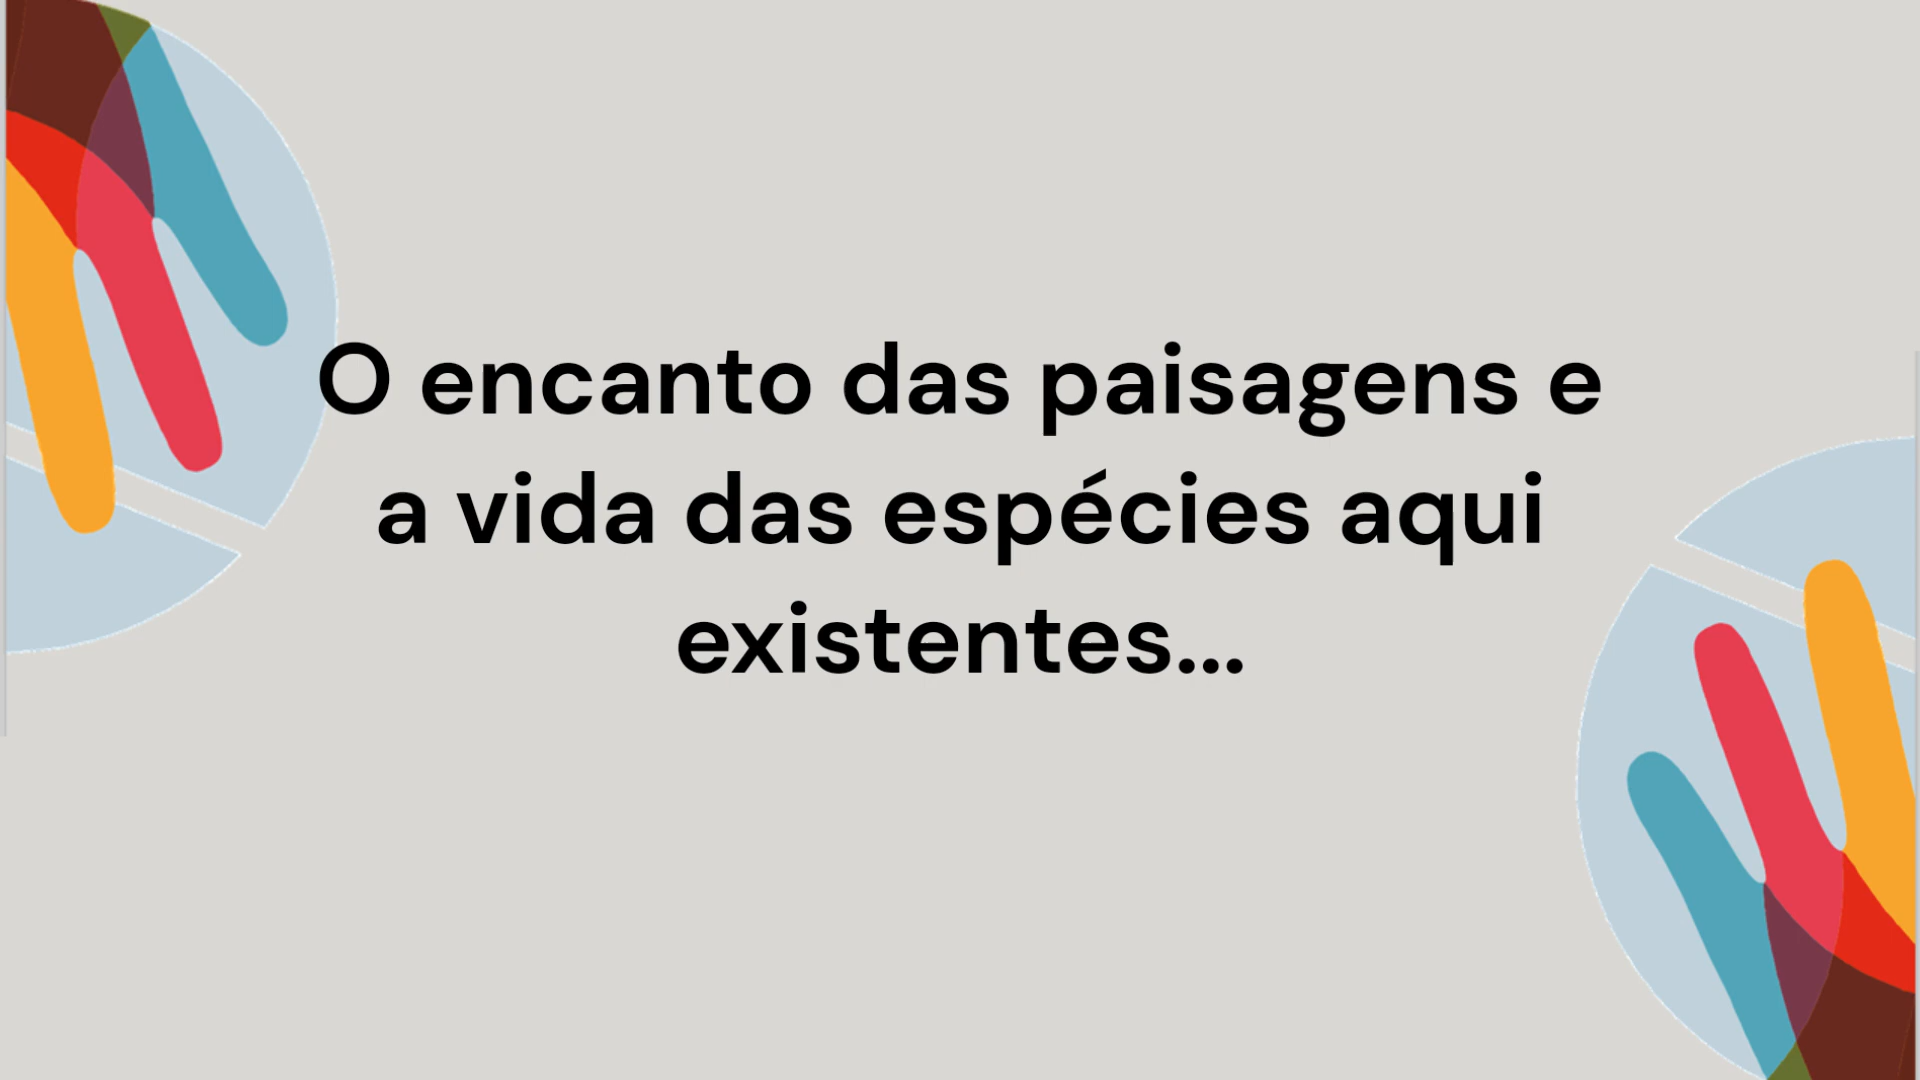 O encanto das paisagens e
a vida das espécies aqui
existentes...